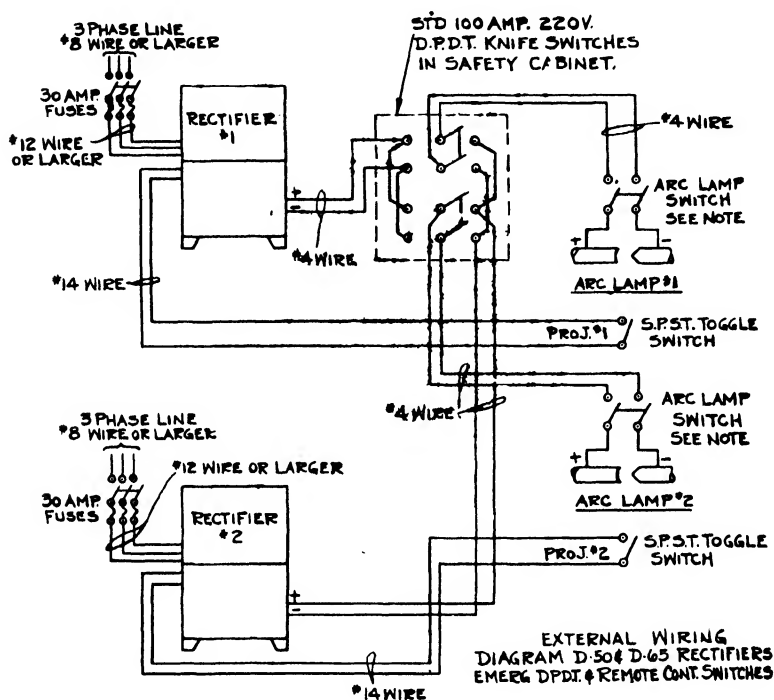 3 PHASE LINE
#8 WIRE OR LARGER
30 AMP.
FUSES
#12 WIRE
OR LARGER
RECTIFIER
#1
+
-
#4 WIRE
#14 WIRE
STD 100 AMP. 220V.
D.P.D.T. KNIFE SWITCHES
IN SAFETY CABINET.
#4 WIRE
ARC LAMP
SWITCH
SEE NOTE
+
-
ARC LAMP #1
PROJ. #1
S.P.S.T. TOGGLE
SWITCH
#4 WIRE
ARC LAMP
SWITCH
SEE NOTE
+
-
ARC LAMP #2
3 PHASE LINE
#8 WIRE OR LARGER
#12 WIRE OR LARGER
30 AMP.
FUSES
RECTIFIER
#2
+
-
PROJ. #2
S.P.S.T. TOGGLE
SWITCH
#14 WIRE
EXTERNAL WIRING
DIAGRAM D-50 & D-65 RECTIFIERS
EMERG DPDT. & REMOTE CONT. SWITCHES